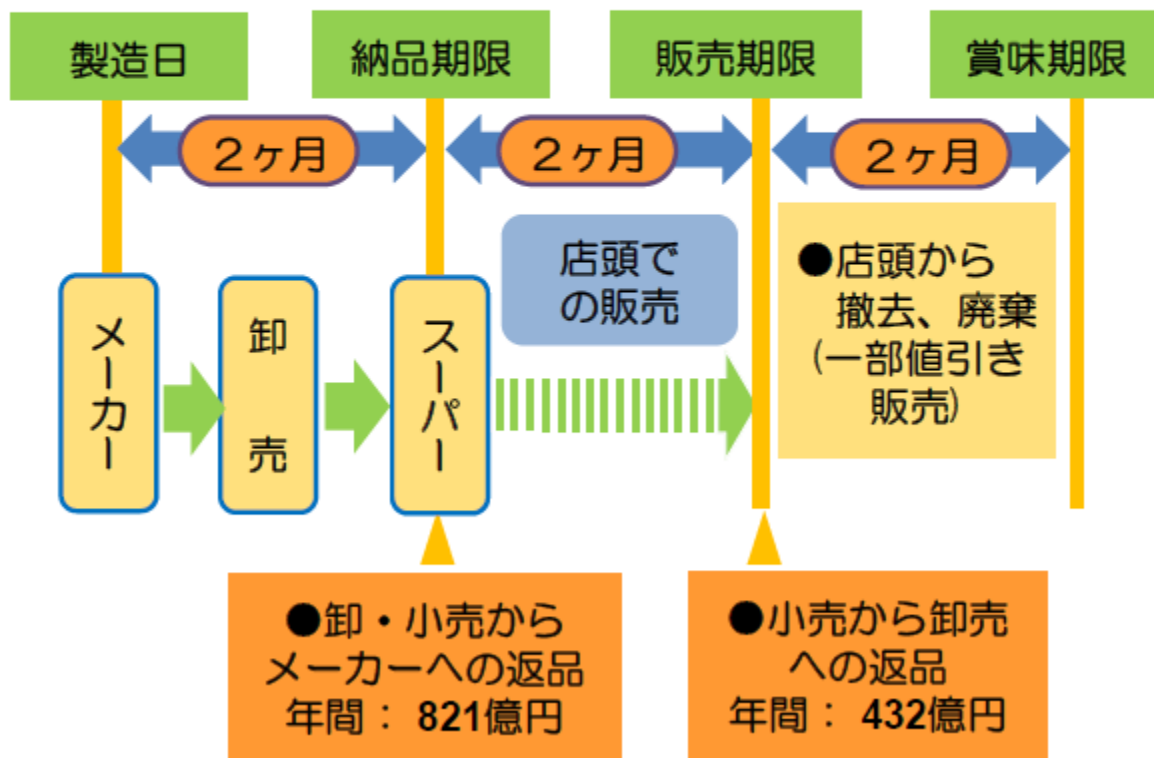 製造日
納品期限
販売期限
賞味期限
2ヶ月
2ヶ月
2ヶ月
メーカー
卸売
スーパー
店頭で
の販売
●店頭から
撤去、廃棄
(一部値引き
販売)
●卸・小売から
メーカーへの返品
年間： 821億円
●小売から卸売
への返品
年間： 432億円